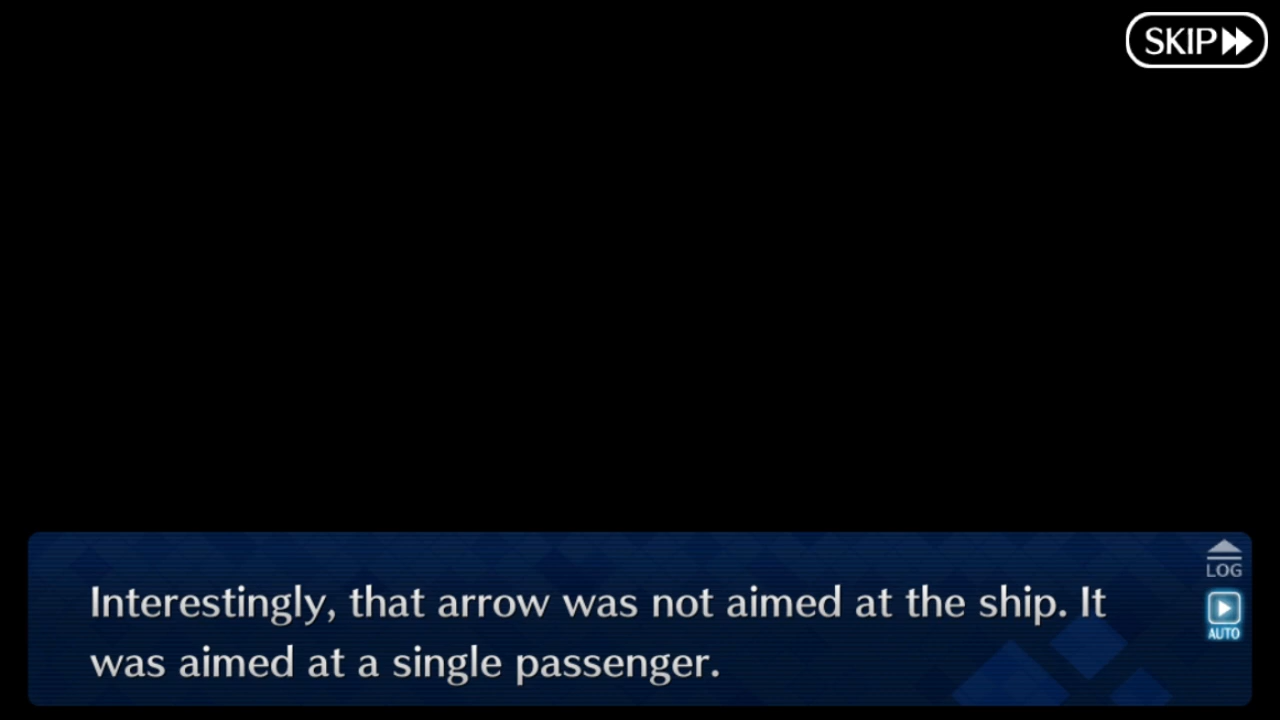 SKIP
LOG
AUTO
Interestingly, that arrow was not aimed at the ship. It
was aimed at a single passenger.